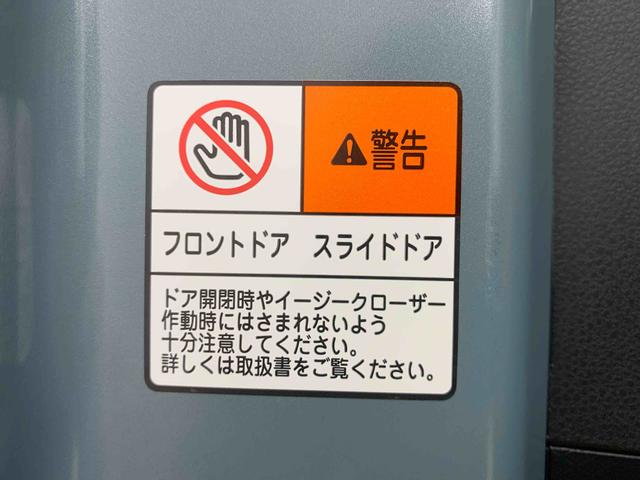 警告
フロントドア　スライドドア
ドア開閉時やイージークローザー
作動時にはさまれないよう
十分注意してください。
詳しくは取扱書をご覧ください。